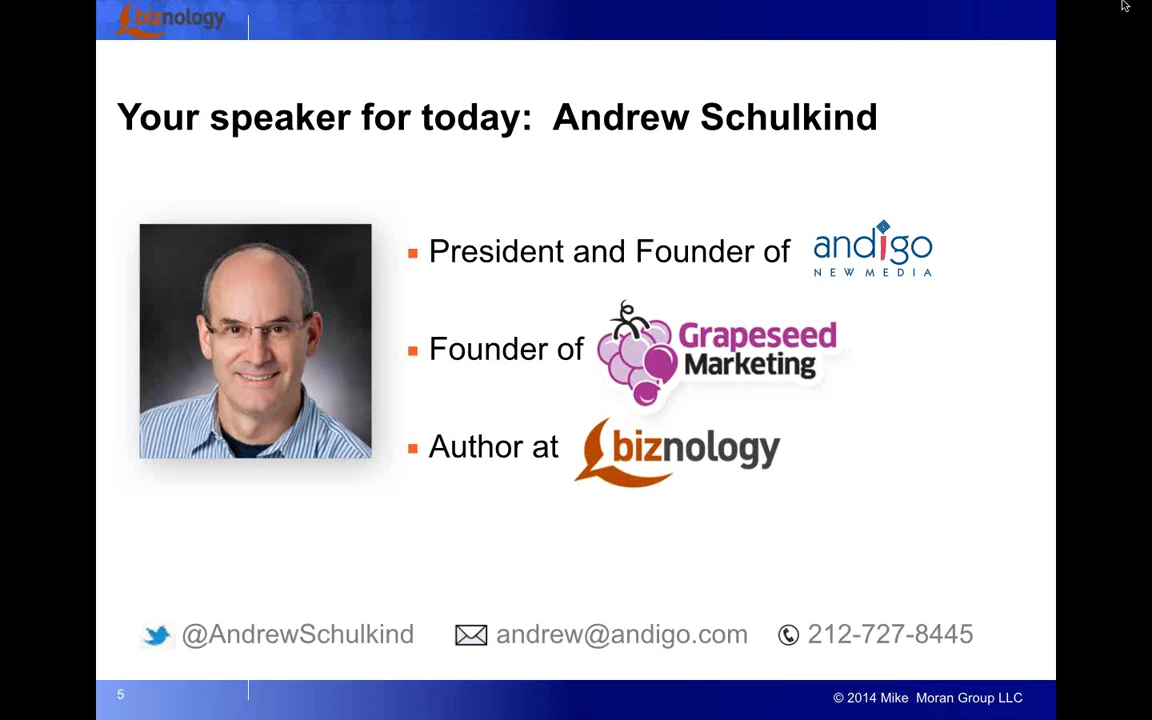 biznology
Your speaker for today: Andrew Schulkind
President and Founder of
andigo
NEW MEDIA
Founder of
Grapeseed
Marketing
Author at
biznology
@AndrewSchulkind
andrew@andigo.com
212-727-8445
5
© 2014 Mike Moran Group LLC